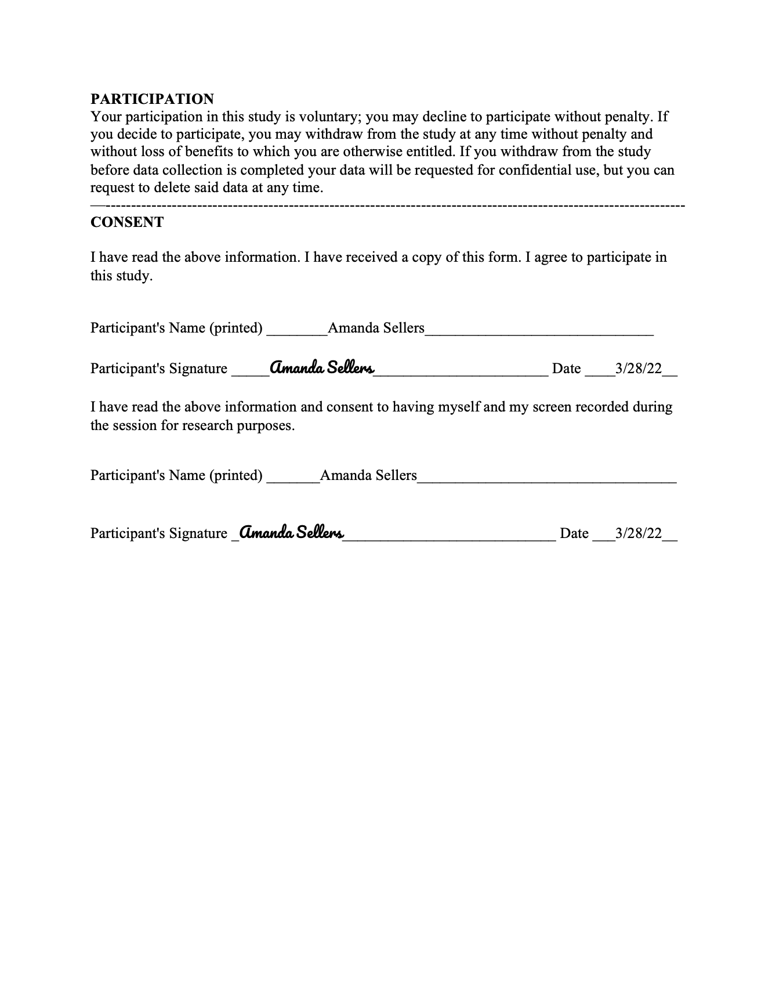 PARTICIPATION
Your participation in this study is voluntary; you may decline to participate without penalty. If
you decide to participate, you may withdraw from the study at any time without penalty and
without loss of benefits to which you are otherwise entitled. If you withdraw from the study
before data collection is completed your data will be requested for confidential use, but you can
request to delete said data at any time.
—------------------------------------------------------------------------------------------------------------------
CONSENT
I have read the above information. I have received a copy of this form. I agree to participate in
this study.
Participant's Name (printed) ________Amanda Sellers______________________________
Participant's Signature _____Amanda Sellers_______________________ Date ____3/28/22__
I have read the above information and consent to having myself and my screen recorded during
the session for research purposes.
Participant's Name (printed) _______Amanda Sellers__________________________________
Participant's Signature _Amanda Sellers____________________________ Date ___3/28/22__